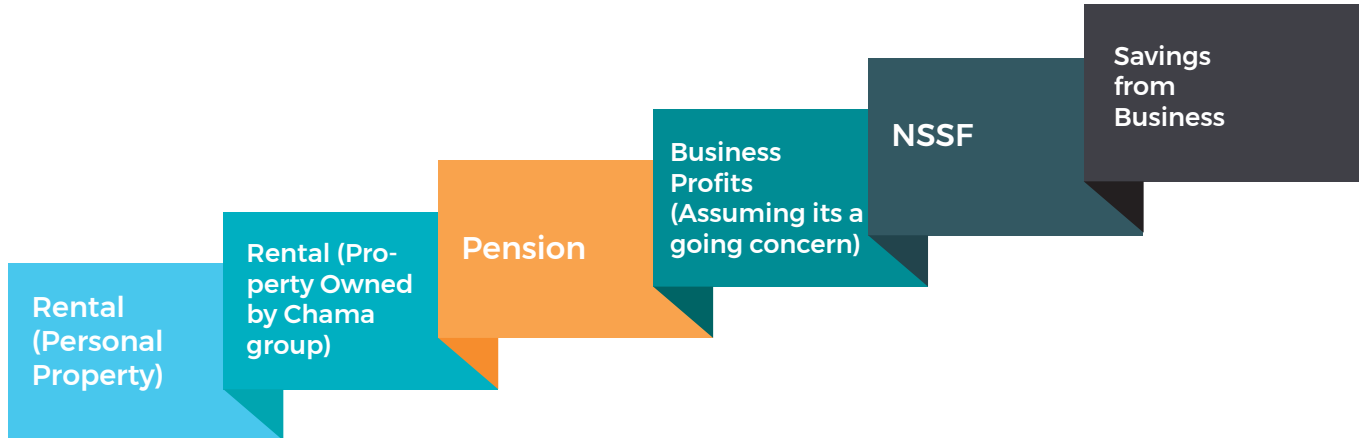 Rental
(Personal
Property)
Rental (Pro-
perty Owned
by Chama
group)
Pension
Business
Profits
(Assuming its a
going concern)
NSSF
Savings
from
Business